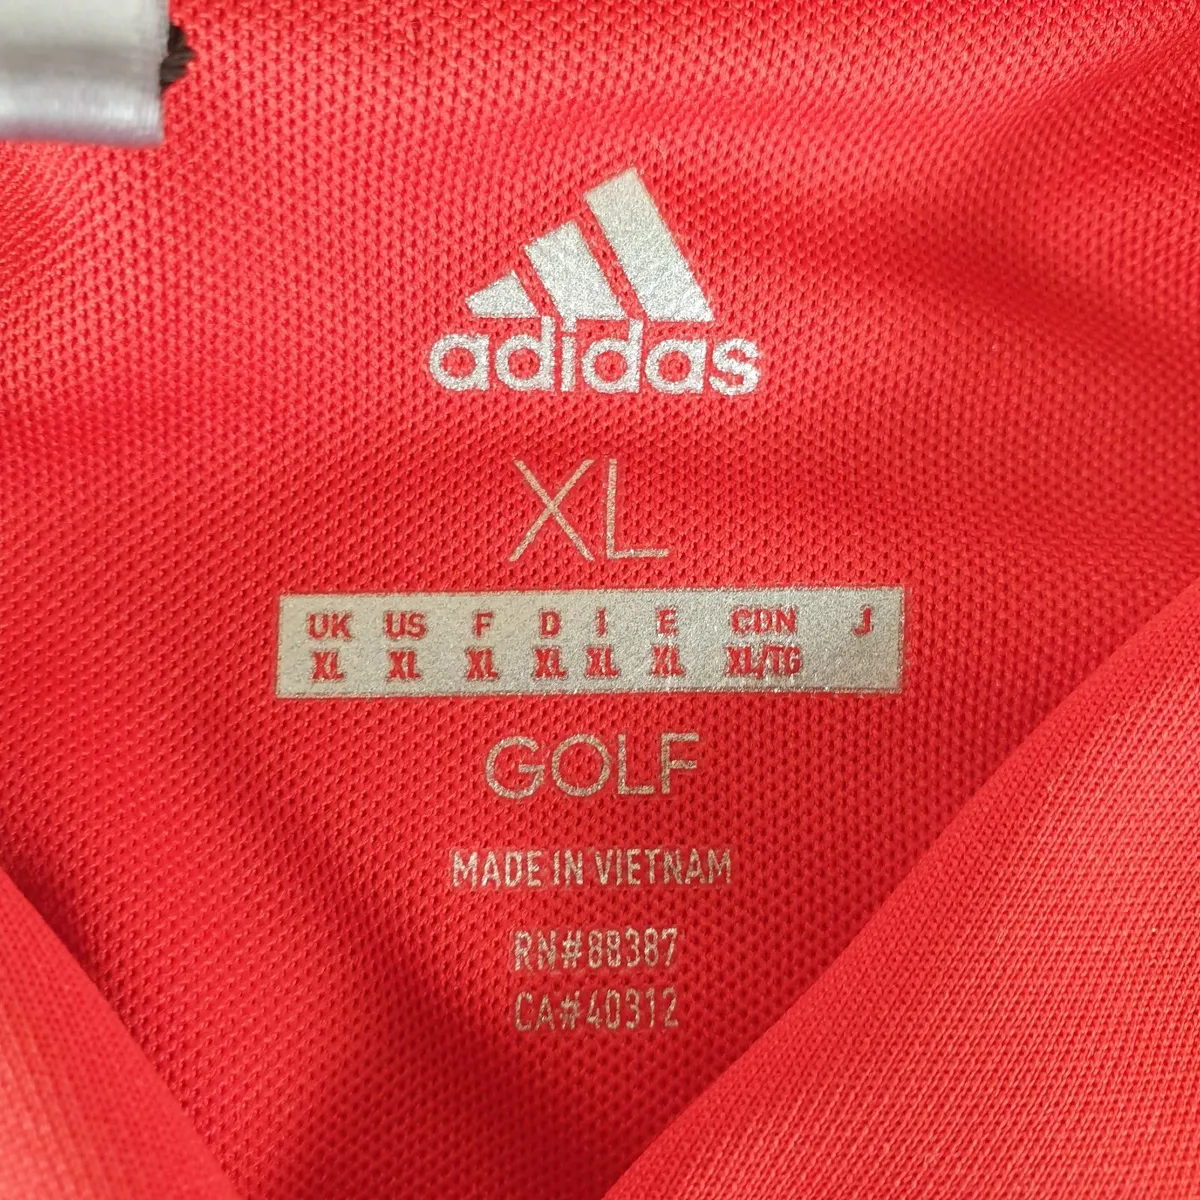 adidas
XL
UK US F D I E CDN J
XL XL XL XL XL XL XL/TG
GOLF
MADE IN VIETNAM
RN#88387
CA#40312